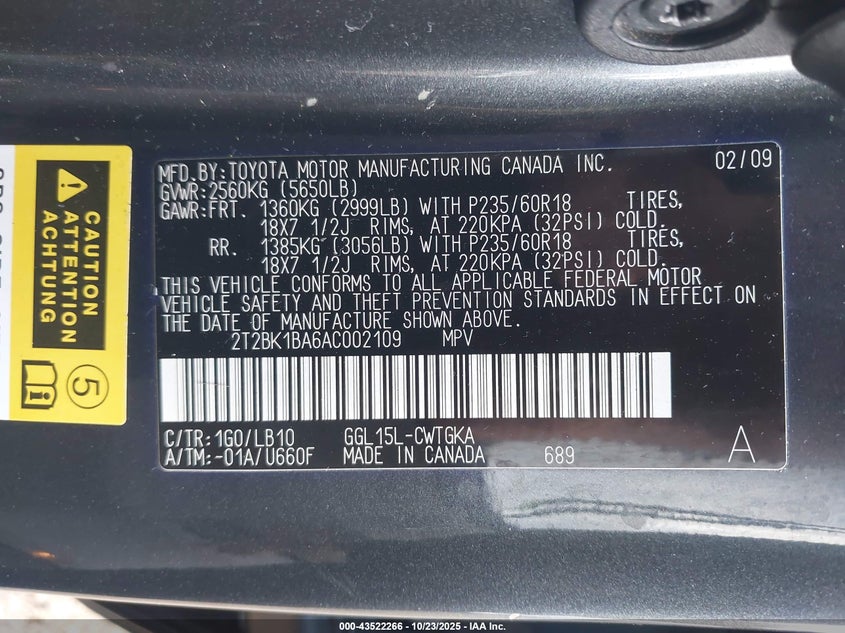 MFD.BY:TOYOTA MOTOR MANUFACTURING CANADA INC. 02/09
GVWR:2560KG (5650LB)
GAWR:FRT. 1360KG (2999LB) WITH P235/60R18 TIRES,
18X7 1/2J RIMS, AT 220KPA (32PSI) COLD.
RR. 1385KG (3056LB) WITH P235/60R18 TIRES,
18X7 1/2J RIMS, AT 220KPA (32PSI) COLD.
THIS VEHICLE CONFORMS TO ALL APPLICABLE FEDERAL MOTOR
VEHICLE SAFETY AND THEFT PREVENTION STANDARDS IN EFFECT ON
THE DATE OF MANUFACTURE SHOWN ABOVE.
2T2BK1BA6AC002109 MPV
C/TR:1G0/LB10 GGL15L-CWTGKA
A/TM:-01A/U660F MADE IN CANADA 689 A
CAUTION
ATTENTION
ACHTUNG
5
i
000-43522266 - 10/23/2025 - IAA Inc.